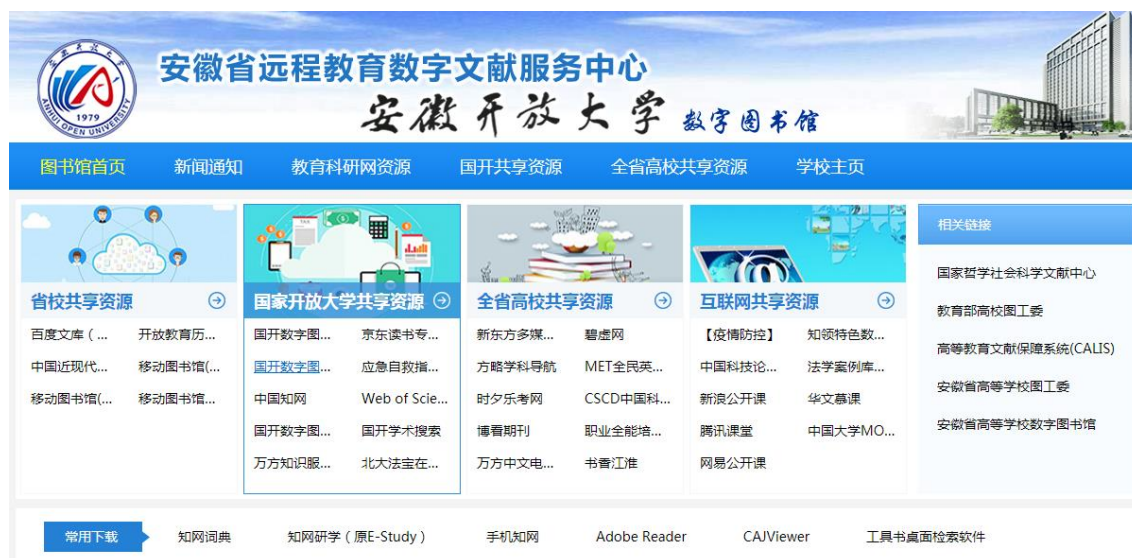 安徽开放大学
1979
ANHUI OPEN UNIVERSITY
安徽省远程教育数字文献服务中心
安徽开放大学 数字图书馆
图书馆首页 新闻通知 教育科研网资源 国开共享资源 全省高校共享资源 学校主页
省校共享资源
百度文库（... 开放教育历...
中国近现代... 移动图书馆(...
移动图书馆(... 移动图书馆...
TAX
国家开放大学共享资源
国开数字图... 京东读书专...
国开数字图... 应急自救指...
中国知网 Web of Scie...
国开数字图... 国开学术搜索
万方知识服... 北大法宝在...
全省高校共享资源
新东方多媒... 碧虚网
方略学科导航 MET全民英...
时夕乐考网 CSCD中国科...
博看期刊 职业全能培...
万方中文电... 书香江淮
互联网共享资源
【疫情防控】 知领特色数...
中国科技论... 法学案例库...
新浪公开课 华文慕课
腾讯课堂 中国大学MO...
网易公开课
相关链接
国家哲学社会科学文献中心
教育部高校图工委
高等教育文献保障系统(CALIS)
安徽省高等学校图工委
安徽省高等学校数字图书馆
常用下载 知网词典 知网研学（原E-Study） 手机知网 Adobe Reader CAJViewer 工具书桌面检索软件